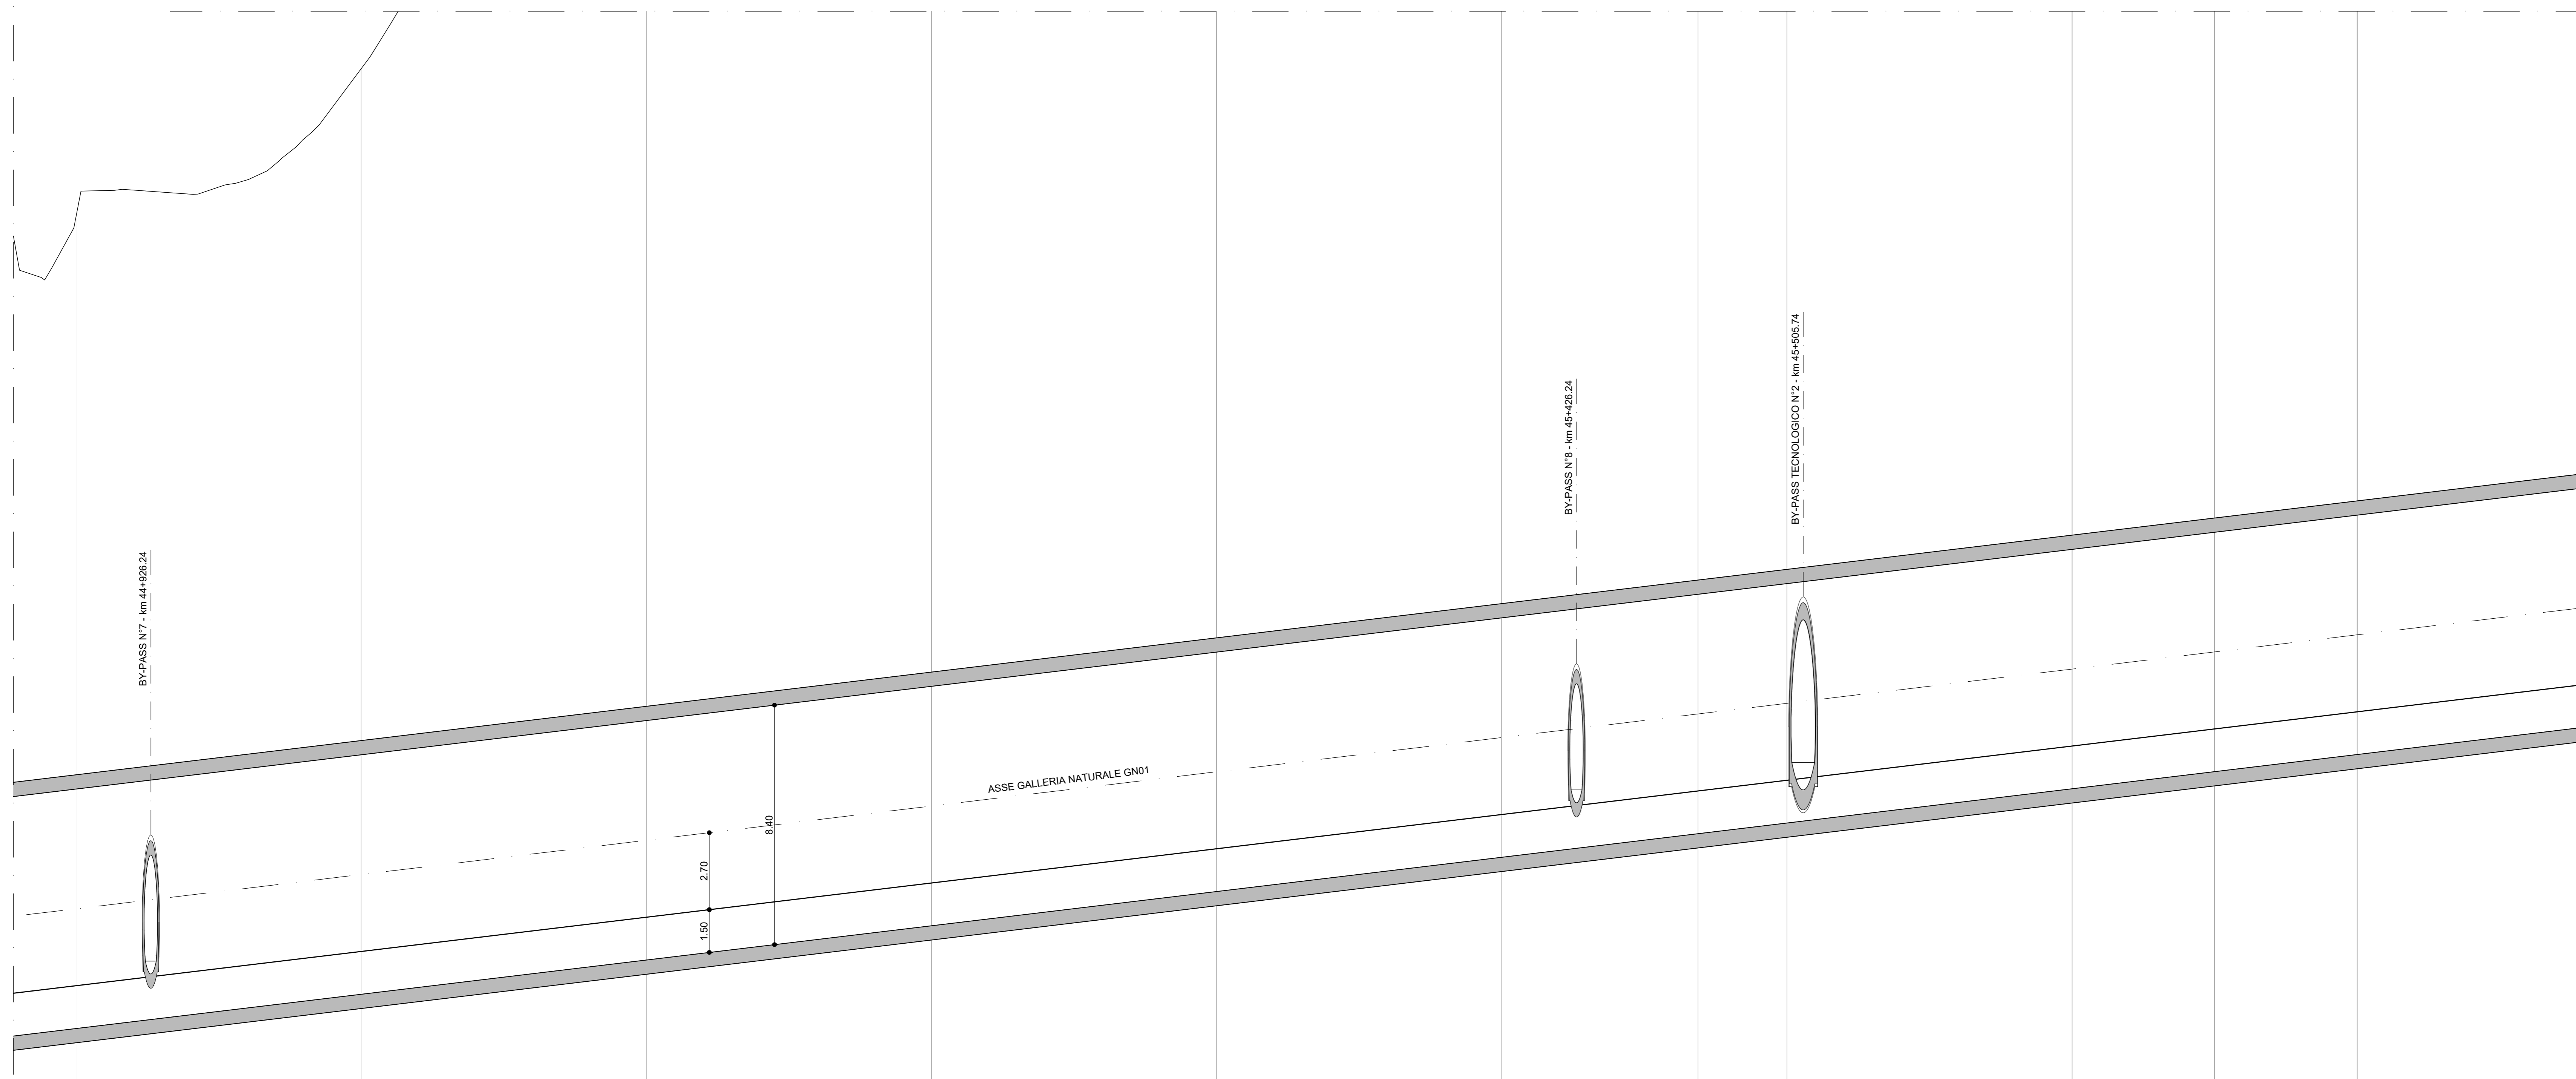 BY-PASS N°7 - km 44+926.24
2.70
1.50
8.40
ASSE GALLERIA NATURALE GN01
BY-PASS N°8 - km 45+426.24
BY-PASS TECNOLOGICO N°2 - km 45+505.74